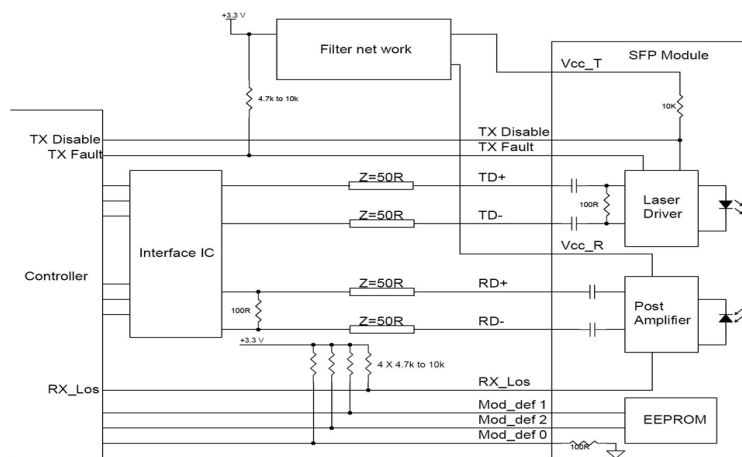 +3.3 V
Filter net work
SFP Module
Vcc_T
4.7k to 10k
10K
TX Disable
TX Disable
TX Fault
TX Fault
Z=50R
TD+
100R
Laser
Driver
Z=50R
TD-
Interface IC
Vcc_R
Controller
Z=50R
RD+
100R
Post
Amplifier
Z=50R
RD-
+3.3 V
4 X 4.7k to 10k
RX_Los
RX_Los
Mod_def 1
Mod_def 2
EEPROM
Mod_def 0
100R